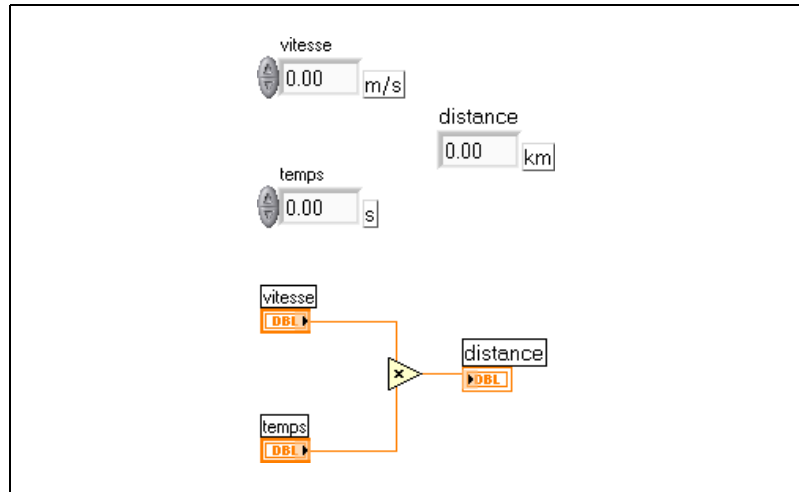 vitesse
0.00 m/s
distance
0.00 km
temps
0.00 s
vitesse
DBL
distance
DBL
×
temps
DBL